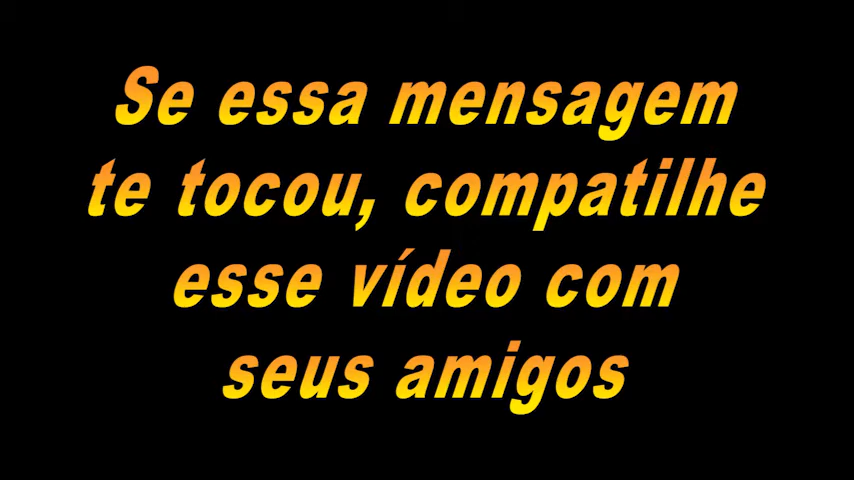 Se essa mensagem
te tocou, compatilhe
esse vídeo com
seus amigos